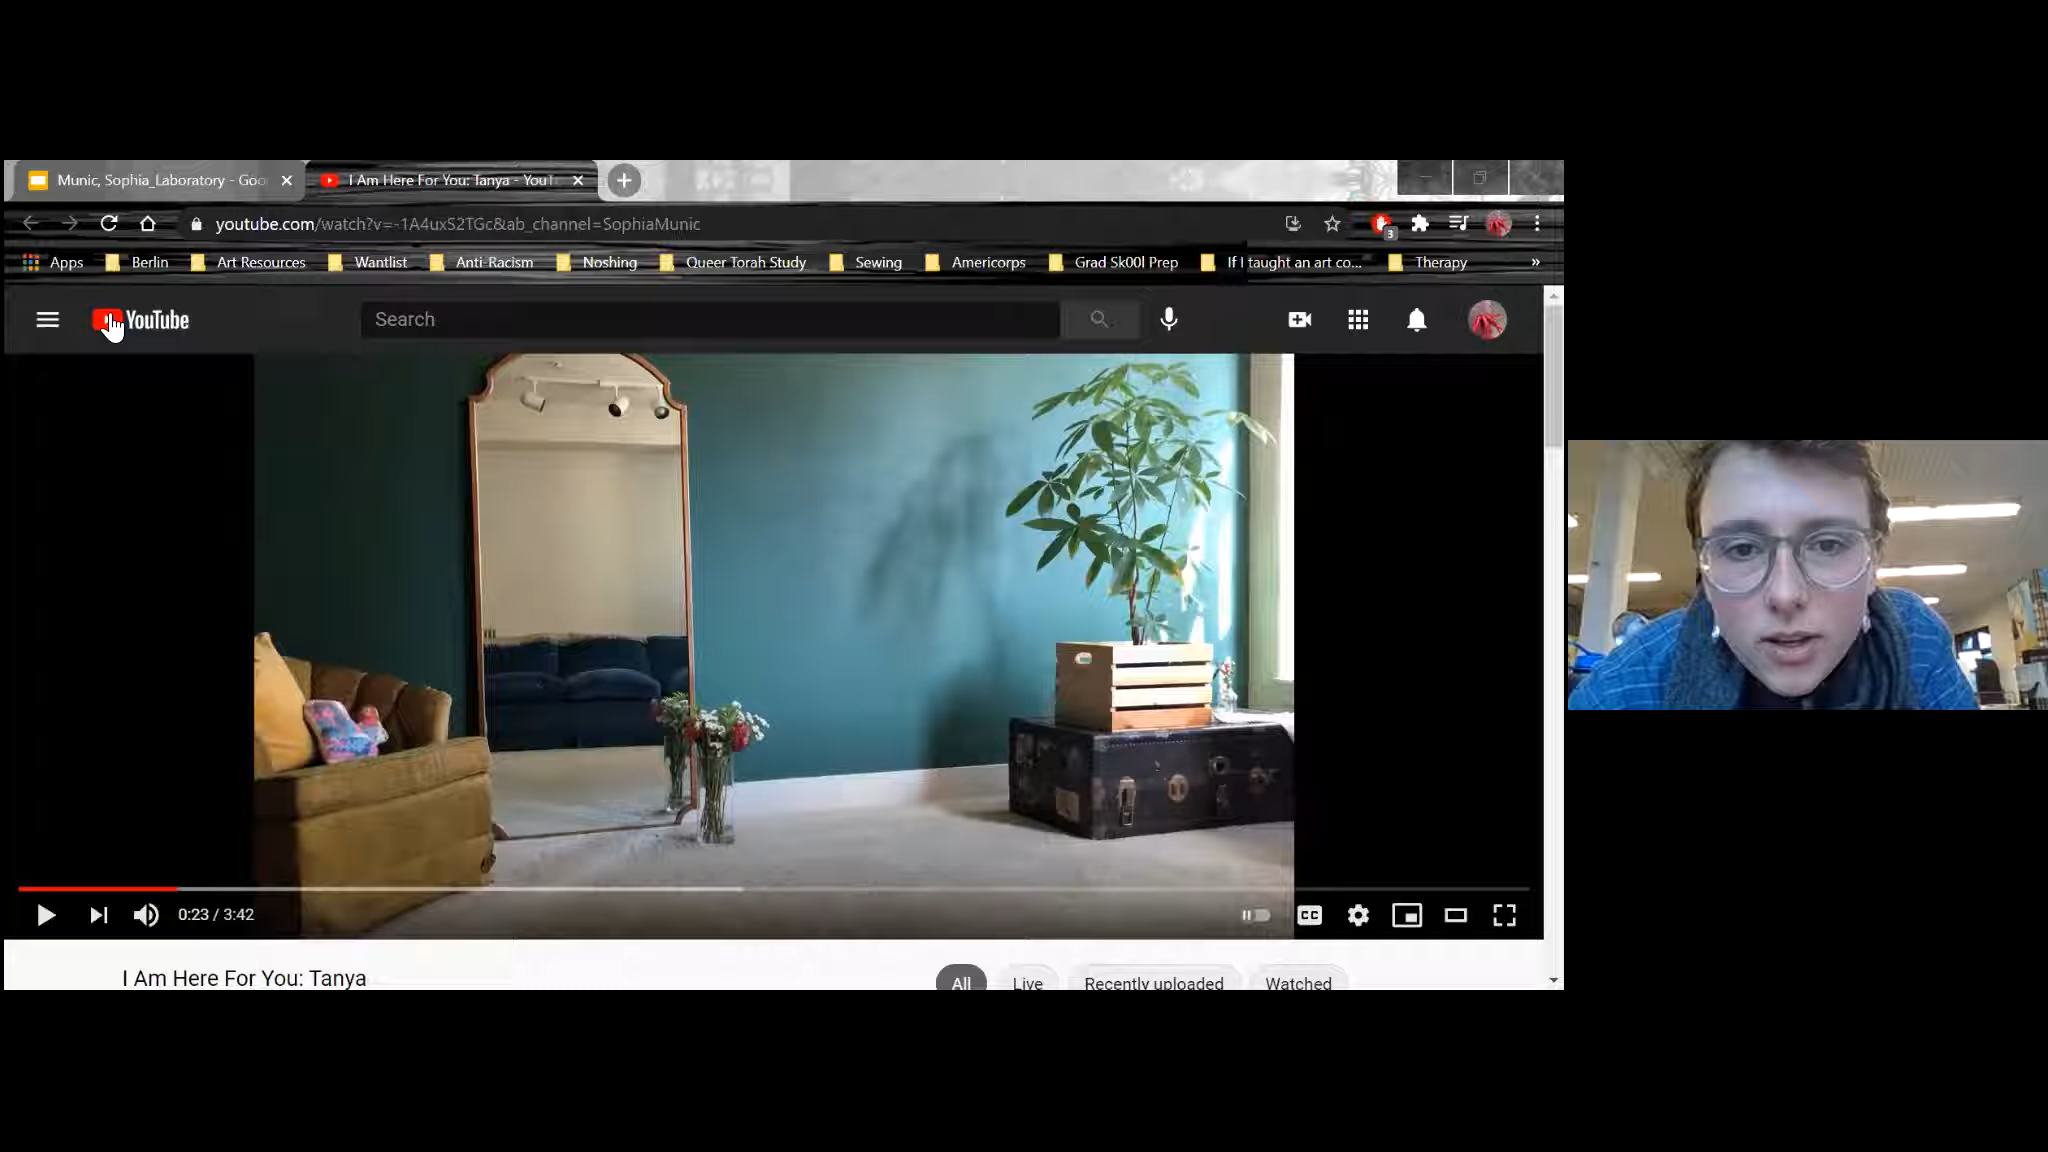 Munic, Sophia_Laboratory - Goo
I Am Here For You: Tanya - YouT
youtube.com/watch?v=-1A4uxS2TGc&ab_channel=SophiaMunic
3
Apps Berlin Art Resources Wantlist Anti-Racism Noshing Queer Torah Study Sewing Americorps Grad Sk00l Prep If I taught an art co... Therapy »
YouTube Search
0:23 / 3:42 CC
I Am Here For You: Tanya
All Live Recently uploaded Watched